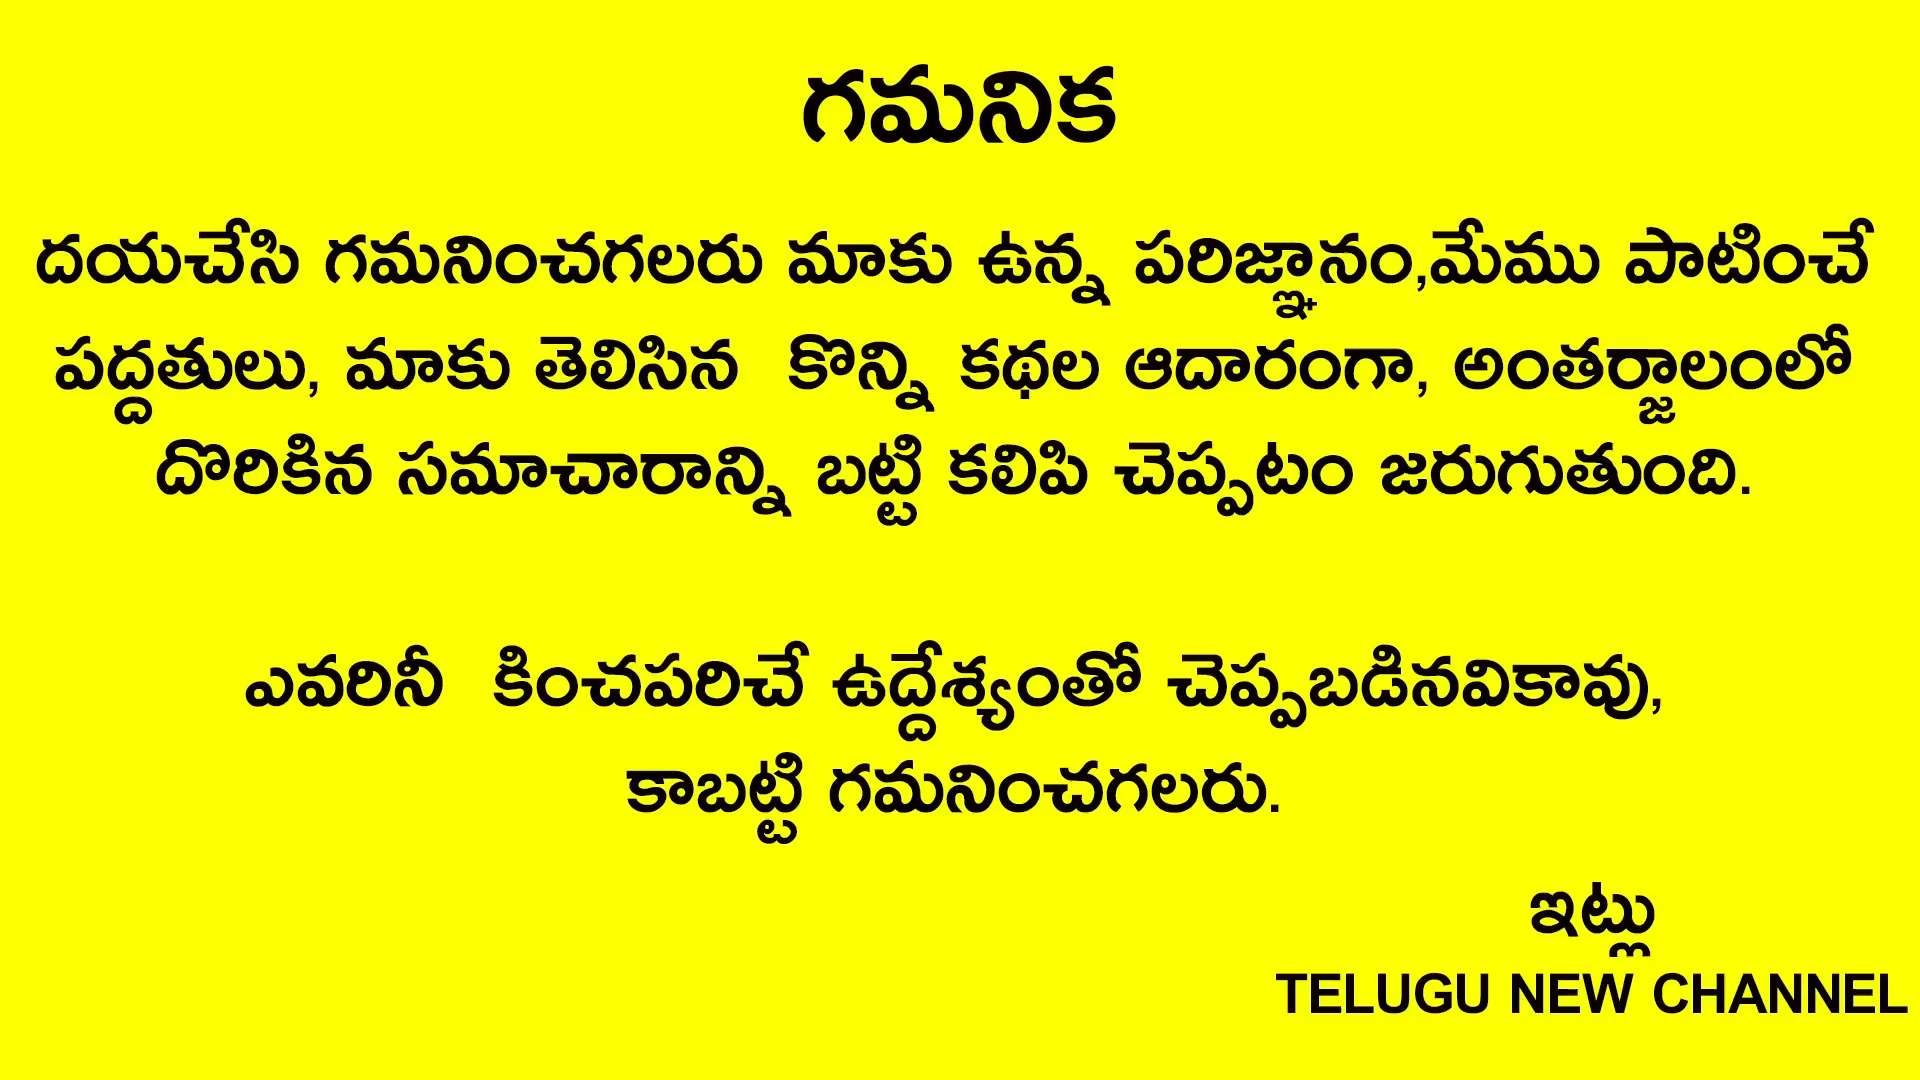 గమనిక
దయచేసి గమనించగలరు మాకు ఉన్న పరిజ్ఞానం,మేము పాటించే
పద్దతులు, మాకు తెలిసిన కొన్ని కథల ఆదారంగా, అంతర్జాలంలో
దొరికిన సమాచారాన్ని బట్టి కలిపి చెప్పటం జరుగుతుంది.
ఎవరినీ కించపరిచే ఉద్దేశ్యంతో చెప్పబడినవికావు,
కాబట్టి గమనించగలరు.
ఇట్లు
TELUGU NEW CHANNEL